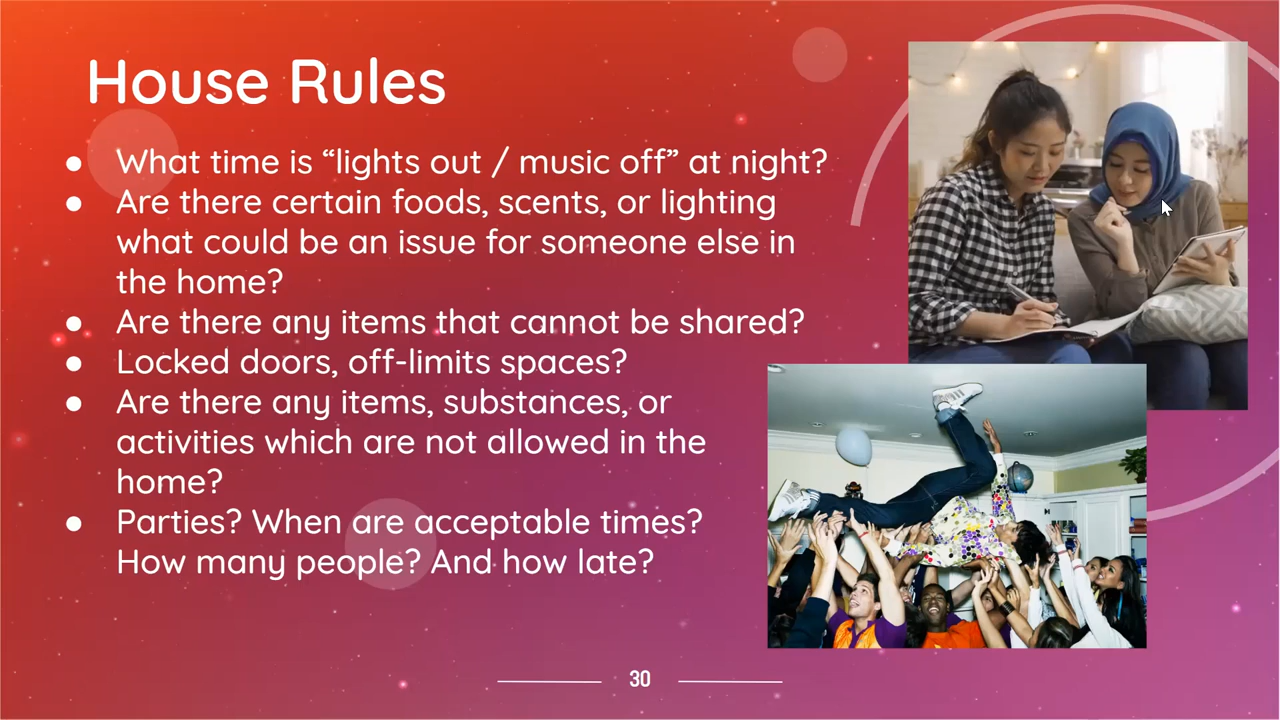 House Rules
● What time is “lights out / music off” at night?
● Are there certain foods, scents, or lighting
what could be an issue for someone else in
the home?
● Are there any items that cannot be shared?
● Locked doors, off-limits spaces?
● Are there any items, substances, or
activities which are not allowed in the
home?
● Parties? When are acceptable times?
How many people? And how late?
30